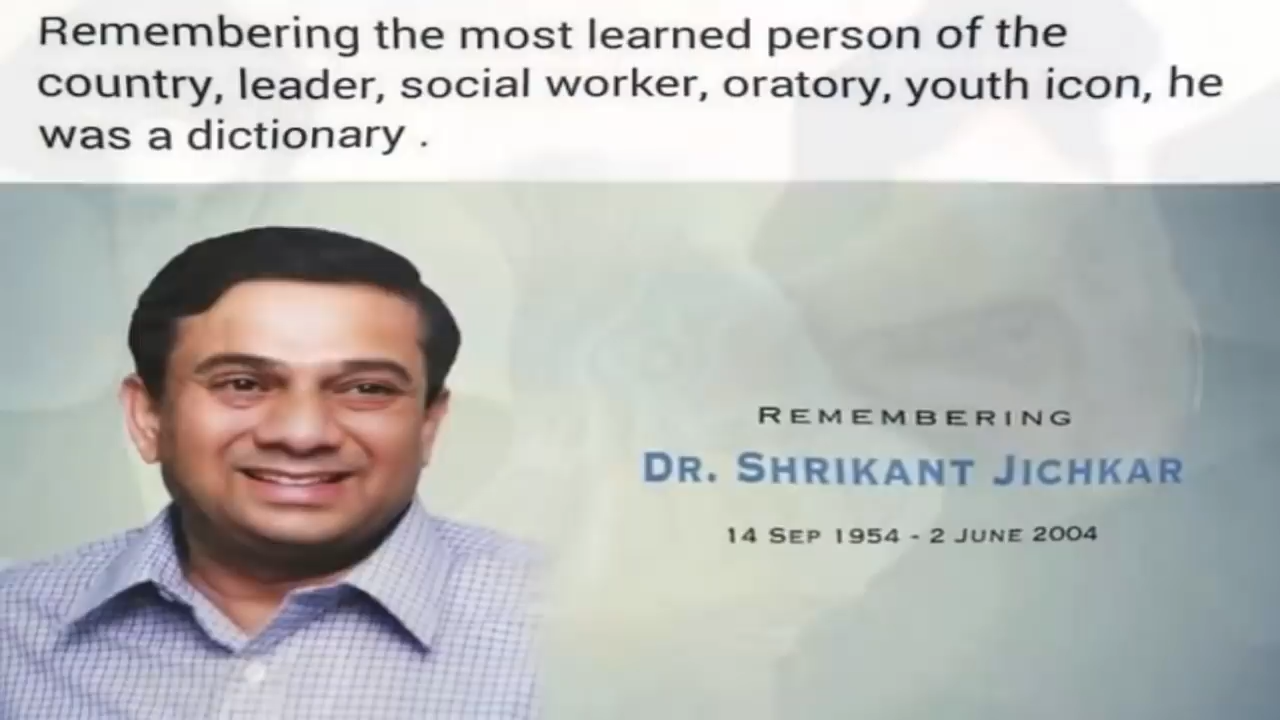 Remembering the most learned person of the
country, leader, social worker, oratory, youth icon, he
was a dictionary .
REMEMBERING
DR. SHRIKANT JICHKAR
14 SEP 1954 - 2 JUNE 2004